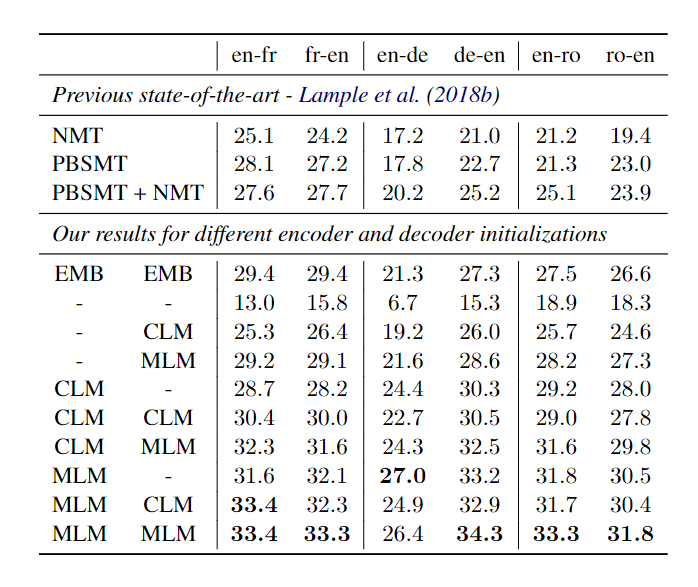 en-fr fr-en en-de de-en en-ro ro-en
Previous state-of-the-art - Lample et al. (2018b)
NMT 25.1 24.2 17.2 21.0 21.2 19.4
PBSMT 28.1 27.2 17.8 22.7 21.3 23.0
PBSMT + NMT 27.6 27.7 20.2 25.2 25.1 23.9
Our results for different encoder and decoder initializations
EMB EMB 29.4 29.4 21.3 27.3 27.5 26.6
- - 13.0 15.8 6.7 15.3 18.9 18.3
- CLM 25.3 26.4 19.2 26.0 25.7 24.6
- MLM 29.2 29.1 21.6 28.6 28.2 27.3
CLM - 28.7 28.2 24.4 30.3 29.2 28.0
CLM CLM 30.4 30.0 22.7 30.5 29.0 27.8
CLM MLM 32.3 31.6 24.3 32.5 31.6 29.8
MLM - 31.6 32.1 27.0 33.2 31.8 30.5
MLM CLM 33.4 32.3 24.9 32.9 31.7 30.4
MLM MLM 33.4 33.3 26.4 34.3 33.3 31.8